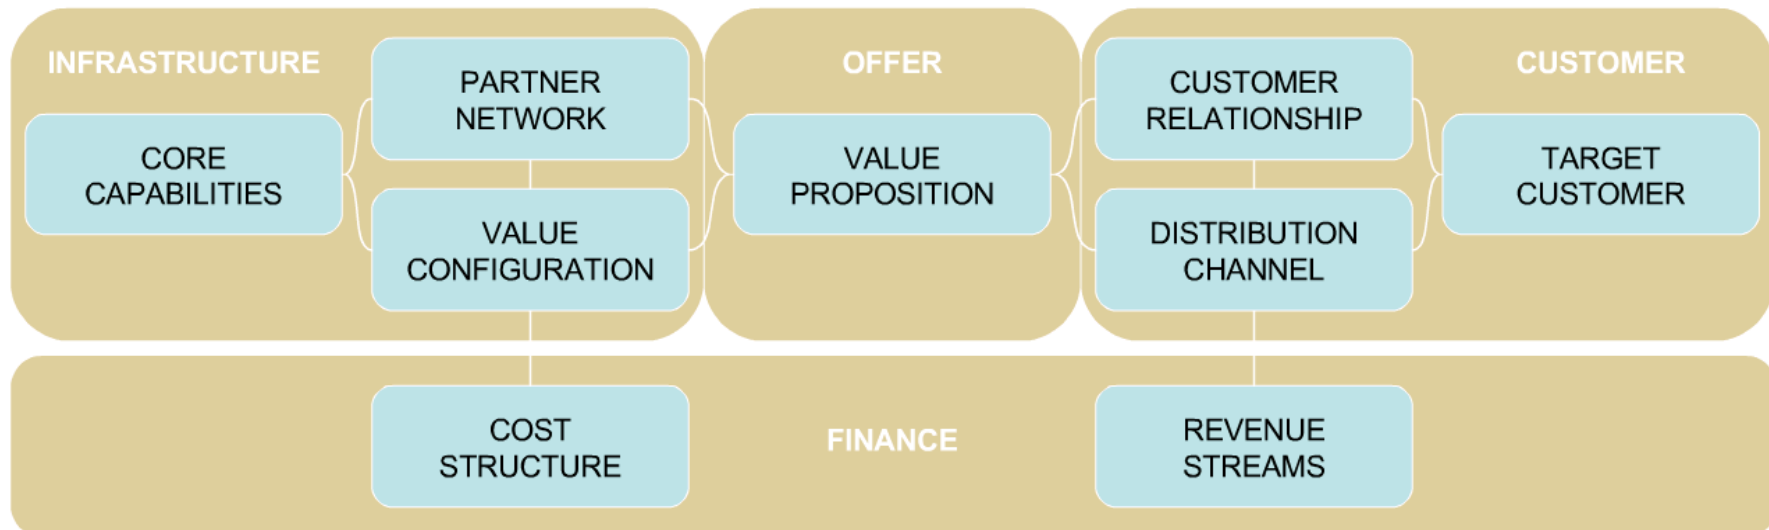 INFRASTRUCTURE
PARTNER
NETWORK
CORE
CAPABILITIES
VALUE
CONFIGURATION
OFFER
VALUE
PROPOSITION
CUSTOMER
CUSTOMER
RELATIONSHIP
DISTRIBUTION
CHANNEL
TARGET
CUSTOMER
COST
STRUCTURE
FINANCE
REVENUE
STREAMS